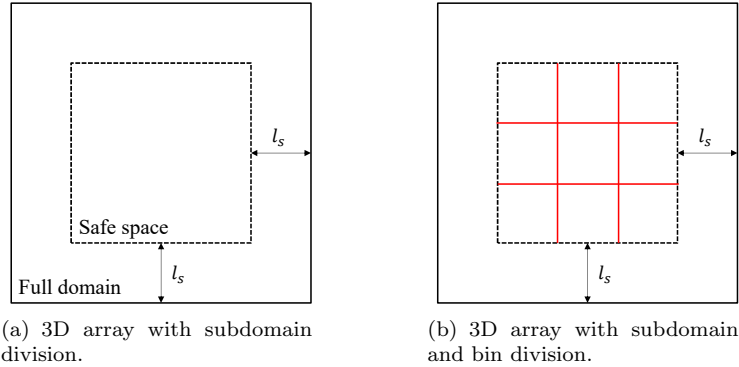 l_s
Safe space
l_s
Full domain
(a) 3D array with subdomain
division.
l_s
l_s
(b) 3D array with subdomain
and bin division.